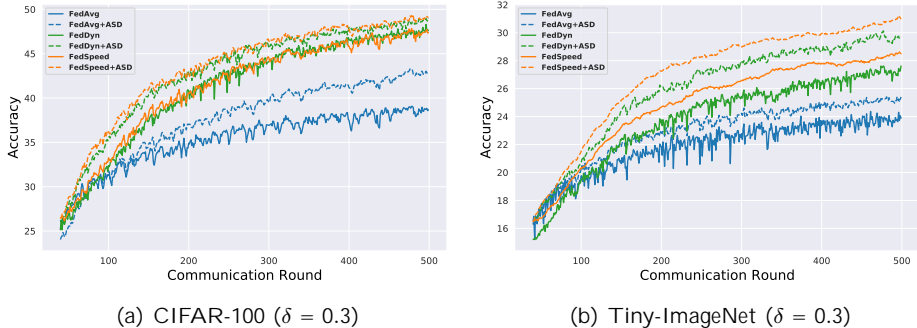 50
45
40
35
30
25
Accuracy
FedAvg
FedAvg+ASD
FedDyn
FedDyn+ASD
FedSpeed
FedSpeed+ASD
100 200 300 400 500
Communication Round
(a) CIFAR-100 (δ = 0.3)
32
30
28
26
24
22
20
18
16
Accuracy
FedAvg
FedAvg+ASD
FedDyn
FedDyn+ASD
FedSpeed
FedSpeed+ASD
100 200 300 400 500
Communication Round
(b) Tiny-ImageNet (δ = 0.3)